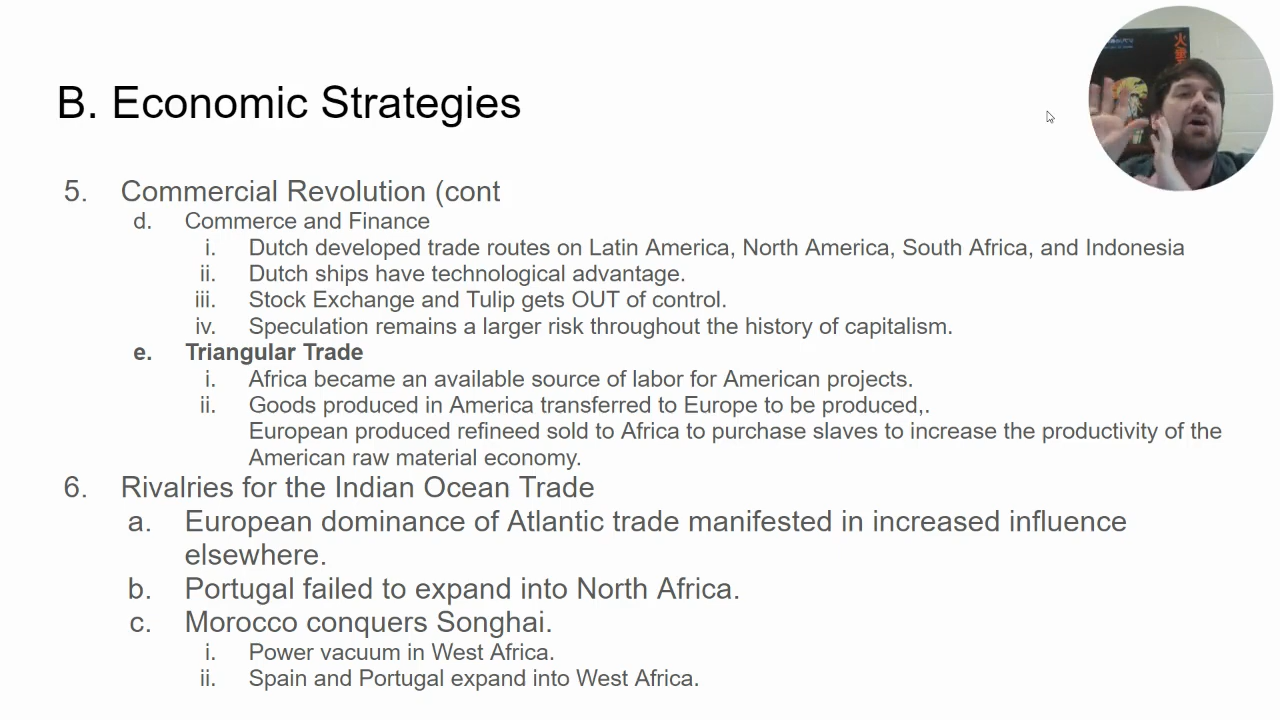 B. Economic Strategies
5. Commercial Revolution (cont
d. Commerce and Finance
i. Dutch developed trade routes on Latin America, North America, South Africa, and Indonesia
ii. Dutch ships have technological advantage.
iii. Stock Exchange and Tulip gets OUT of control.
iv. Speculation remains a larger risk throughout the history of capitalism.
e. Triangular Trade
i. Africa became an available source of labor for American projects.
ii. Goods produced in America transferred to Europe to be produced,.
European produced refineed sold to Africa to purchase slaves to increase the productivity of the
American raw material economy.
6. Rivalries for the Indian Ocean Trade
a. European dominance of Atlantic trade manifested in increased influence
elsewhere.
b. Portugal failed to expand into North Africa.
c. Morocco conquers Songhai.
i. Power vacuum in West Africa.
ii. Spain and Portugal expand into West Africa.